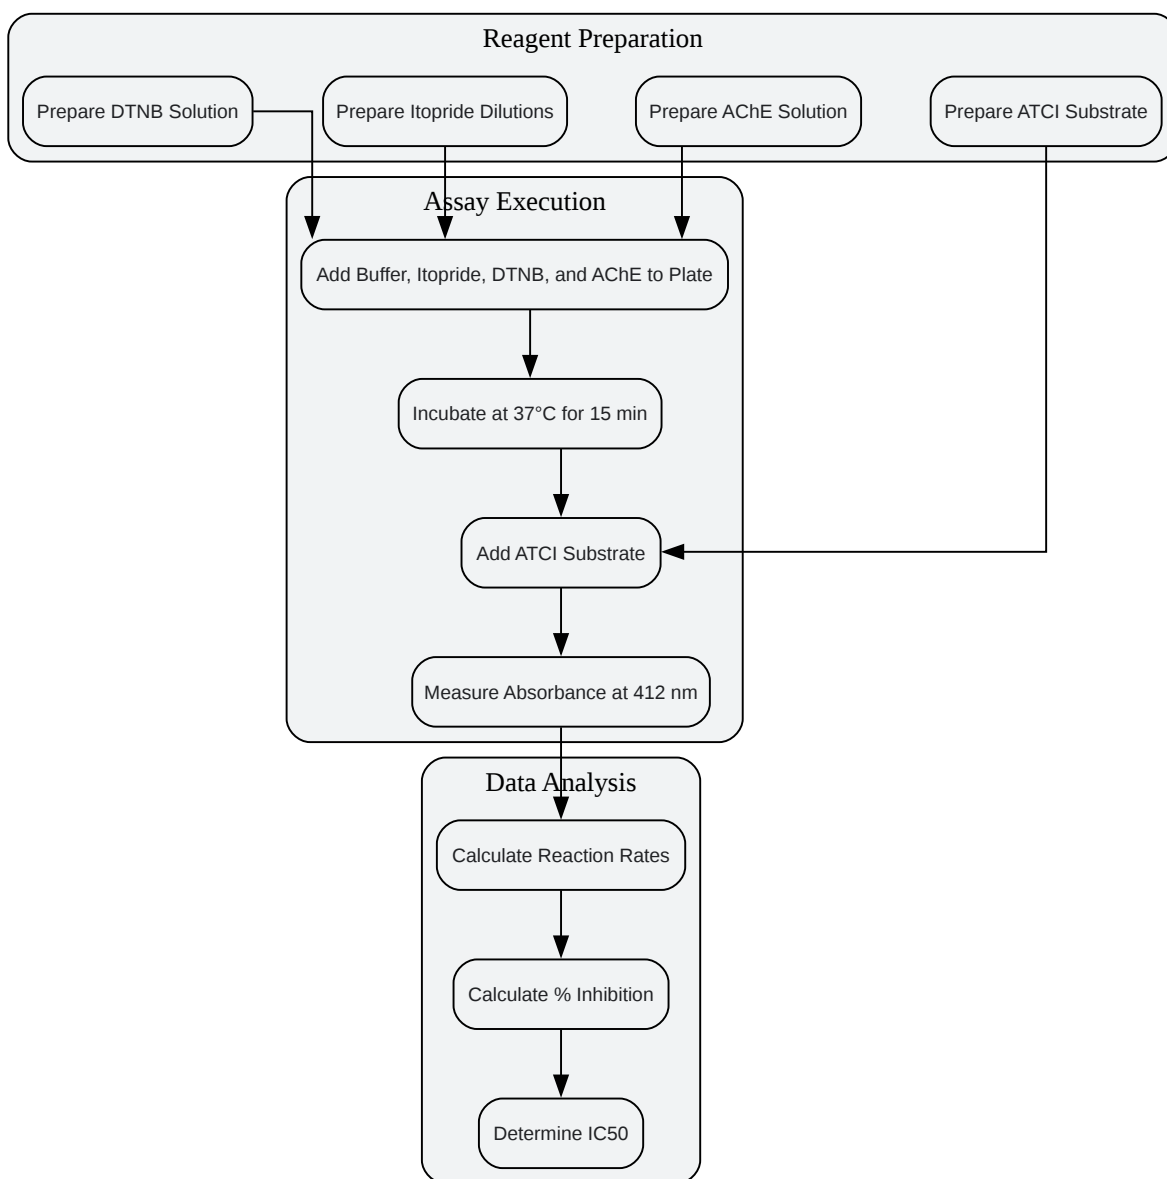 Reagent Preparation
Prepare DTNB Solution
Prepare Itopride Dilutions
Prepare AChE Solution
Prepare ATCI Substrate
Assay Execution
Add Buffer, Itopride, DTNB, and AChE to Plate
Incubate at 37°C for 15 min
Add ATCI Substrate
Measure Absorbance at 412 nm
Data Analysis
Calculate Reaction Rates
Calculate % Inhibition
Determine IC50